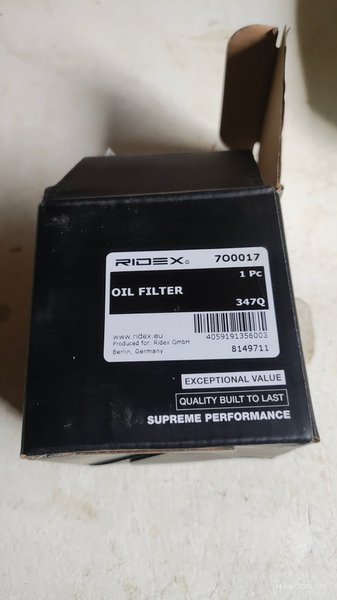 RIDEX® 7O0017
1 Pc
OIL FILTER
347Q
www.ridex.eu
Produced for: Ridex GmbH
Berlin, Germany
4059191356003
8149711
EXCEPTIONAL VALUE
QUALITY BUILT TO LAST
SUPREME PERFORMANCE